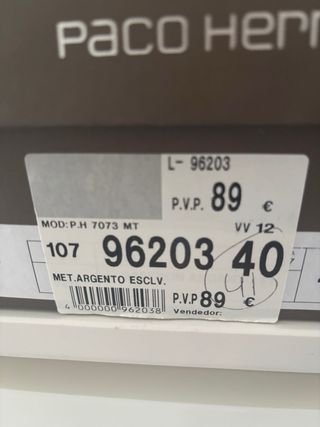 PACO Herr
L- 96203
P.V.P. 89 €
MOD:P.H 7073 MT
VV 12
107 96203 40
41
MET.ARGENTO ESCLV.
P.V.P 89 €
4 000000 962038
Vendedor: